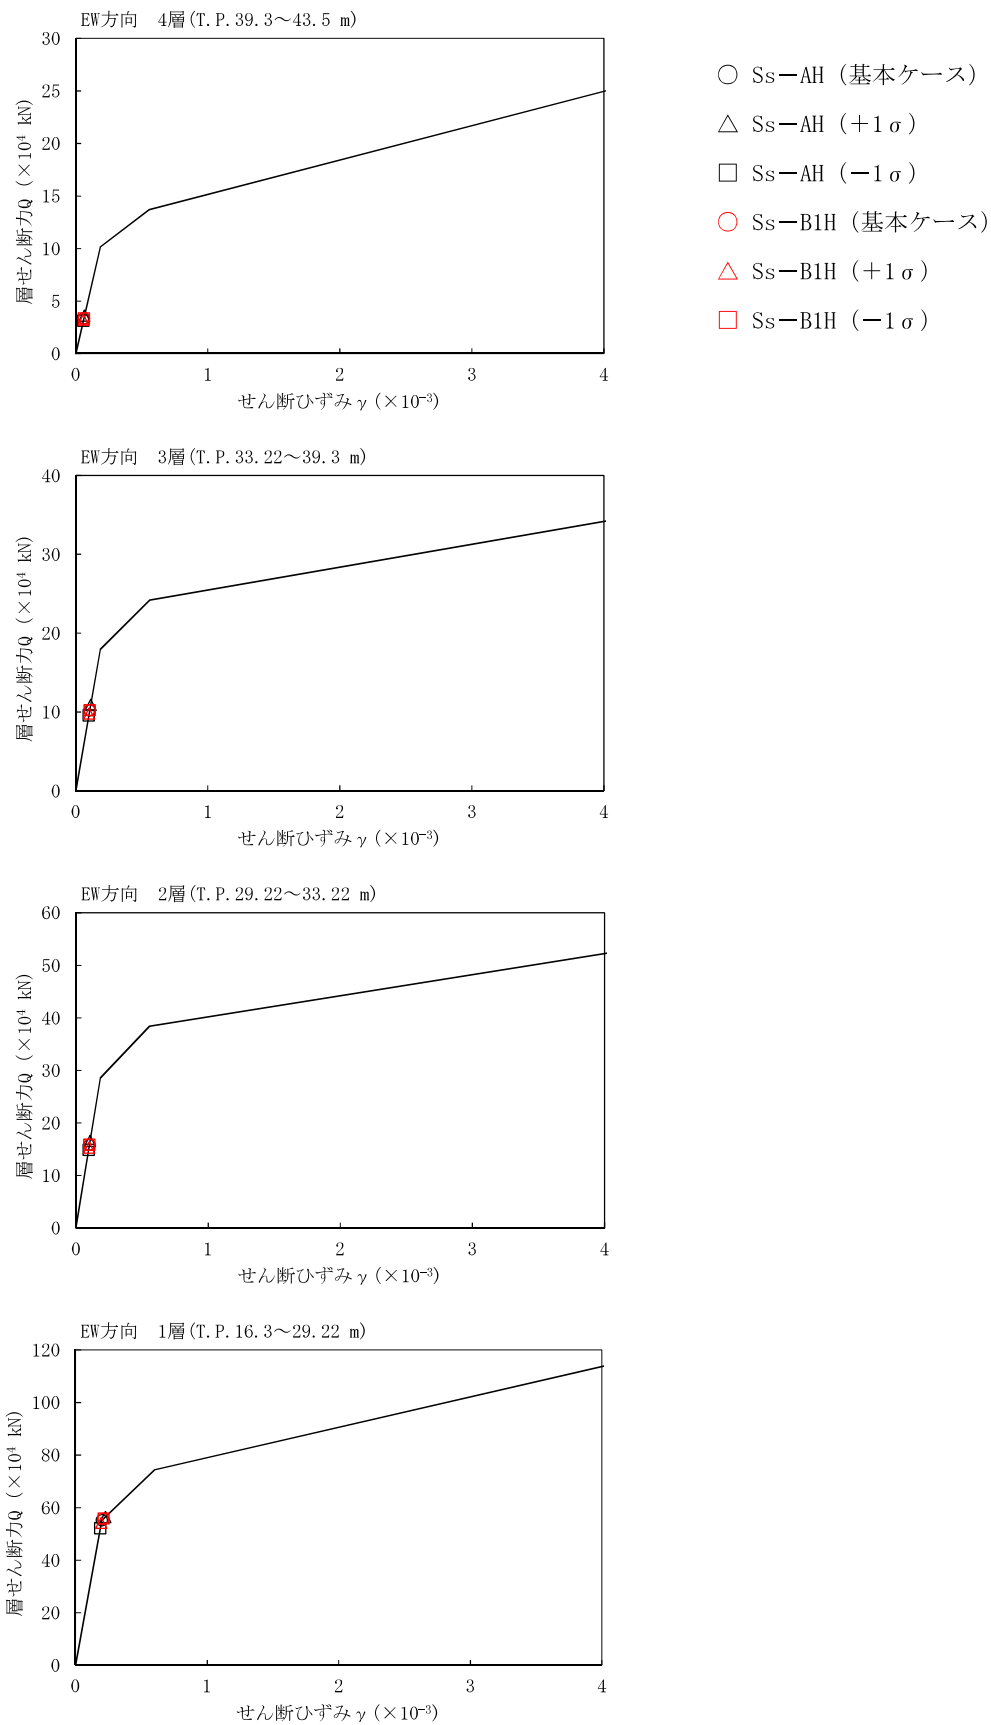 EW方向　4層(T.P.39.3～43.5 m)
30
25
20
15
10
5
0
層せん断力Q (×10⁴ kN)
0 1 2 3 4
せん断ひずみγ (×10⁻³)
○ Ss－AH (基本ケース)
△ Ss－AH (＋1σ)
□ Ss－AH (－1σ)
○ Ss－B1H (基本ケース)
△ Ss－B1H (＋1σ)
□ Ss－B1H (－1σ)
EW方向　3層(T.P.33.22～39.3 m)
40
30
20
10
0
層せん断力Q (×10⁴ kN)
0 1 2 3 4
せん断ひずみγ (×10⁻³)
EW方向　2層(T.P.29.22～33.22 m)
60
50
40
30
20
10
0
層せん断力Q (×10⁴ kN)
0 1 2 3 4
せん断ひずみγ (×10⁻³)
EW方向　1層(T.P.16.3～29.22 m)
120
100
80
60
40
20
0
層せん断力Q (×10⁴ kN)
0 1 2 3 4
せん断ひずみγ (×10⁻³)